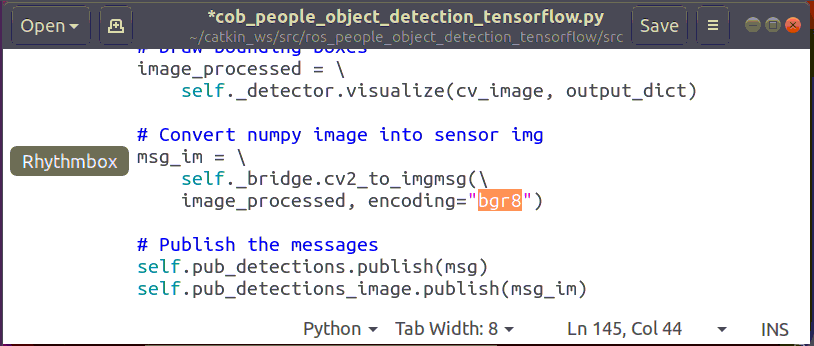 Open
*cob_people_object_detection_tensorflow.py
~/catkin_ws/src/ros_people_object_detection_tensorflow/src
Save
# Draw bounding boxes
image_processed = \
self._detector.visualize(cv_image, output_dict)
# Convert numpy image into sensor img
Rhythmbox
msg_im = \
self._bridge.cv2_to_imgmsg(\
image_processed, encoding="bgr8")
# Publish the messages
self.pub_detections.publish(msg)
self.pub_detections_image.publish(msg_im)
Python Tab Width: 8 Ln 145, Col 44 INS